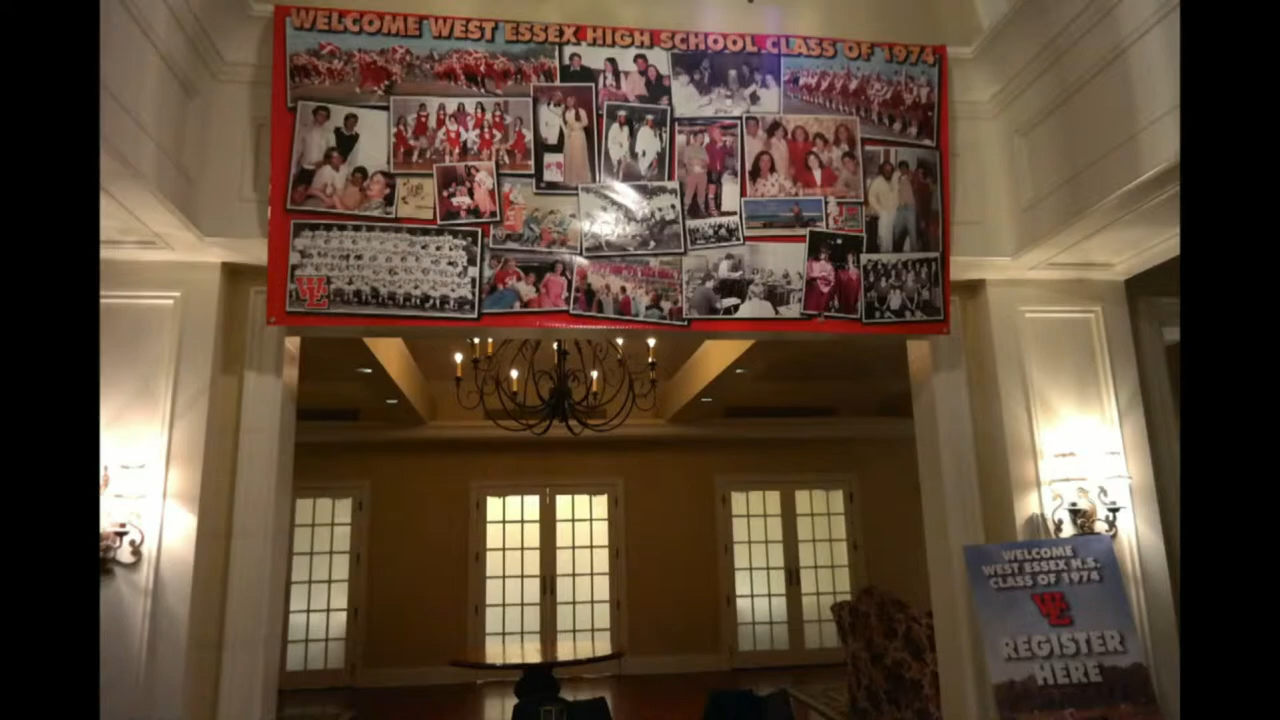 WELCOME WEST ESSEX HIGH SCHOOL CLASS OF 1974
WE
WELCOME
WEST ESSEX H.S.
CLASS OF 1974
WE
REGISTER
HERE